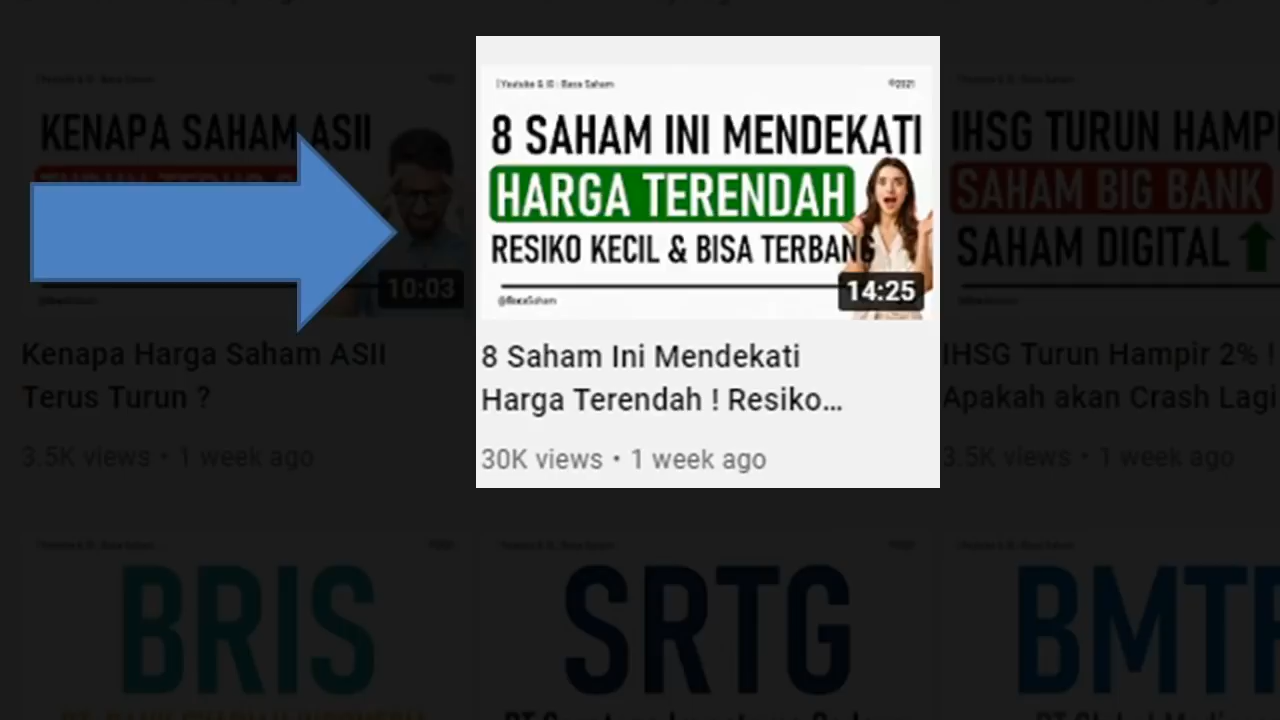 KENAPA SAHAM ASII
10:03
Kenapa Harga Saham ASII
Terus Turun ?
3.5K views • 1 week ago
| Youtube & IG : Baca Saham
©2021
8 SAHAM INI MENDEKATI
HARGA TERENDAH
RESIKO KECIL & BISA TERBANG
@BacaSaham
14:25
8 Saham Ini Mendekati
Harga Terendah ! Resiko...
30K views • 1 week ago
IHSG TURUN HAMP
SAHAM BIG BANK
SAHAM DIGITAL
IHSG Turun Hampir 2% !
Apakah akan Crash Lagi
3.5K views • 1 week ago
BRIS
SRTG
BMTR